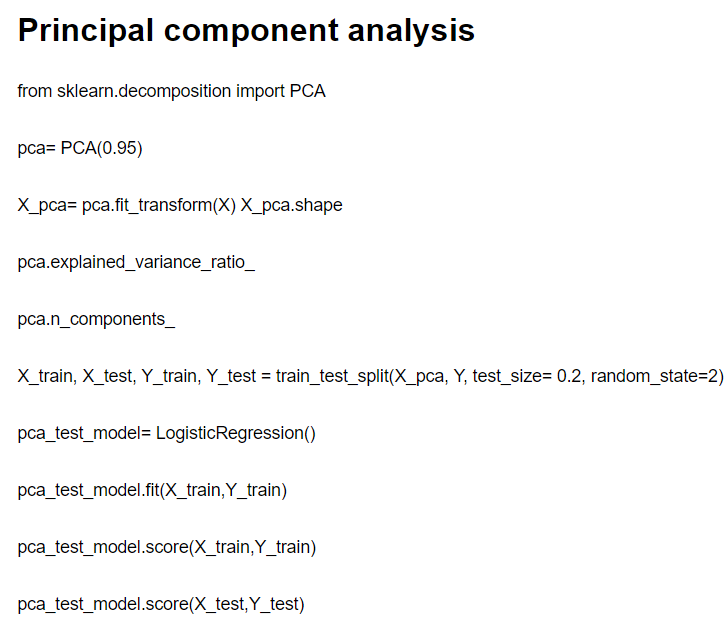 Principal component analysis
from sklearn.decomposition import PCA
pca= PCA(0.95)
X_pca= pca.fit_transform(X) X_pca.shape
pca.explained_variance_ratio_
pca.n_components_
X_train, X_test, Y_train, Y_test = train_test_split(X_pca, Y, test_size= 0.2, random_state=2)
pca_test_model= LogisticRegression()
pca_test_model.fit(X_train,Y_train)
pca_test_model.score(X_train,Y_train)
pca_test_model.score(X_test,Y_test)